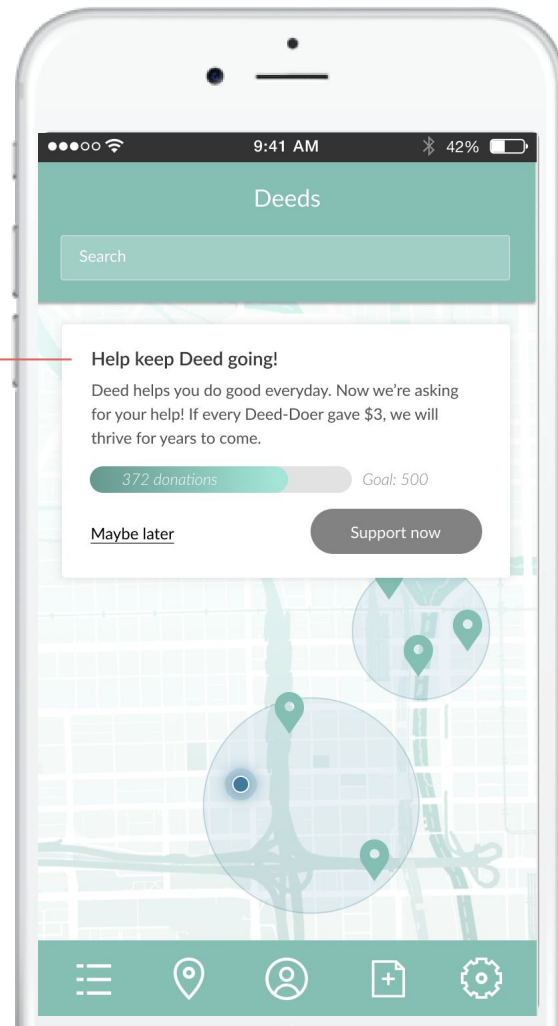 9:41 AM
42%
Deeds
Search
Help keep Deed going!
Deed helps you do good everyday. Now we're asking
for your help! If every Deed-Doer gave $3, we will
thrive for years to come.
372 donations
Goal: 500
Maybe later
Support now